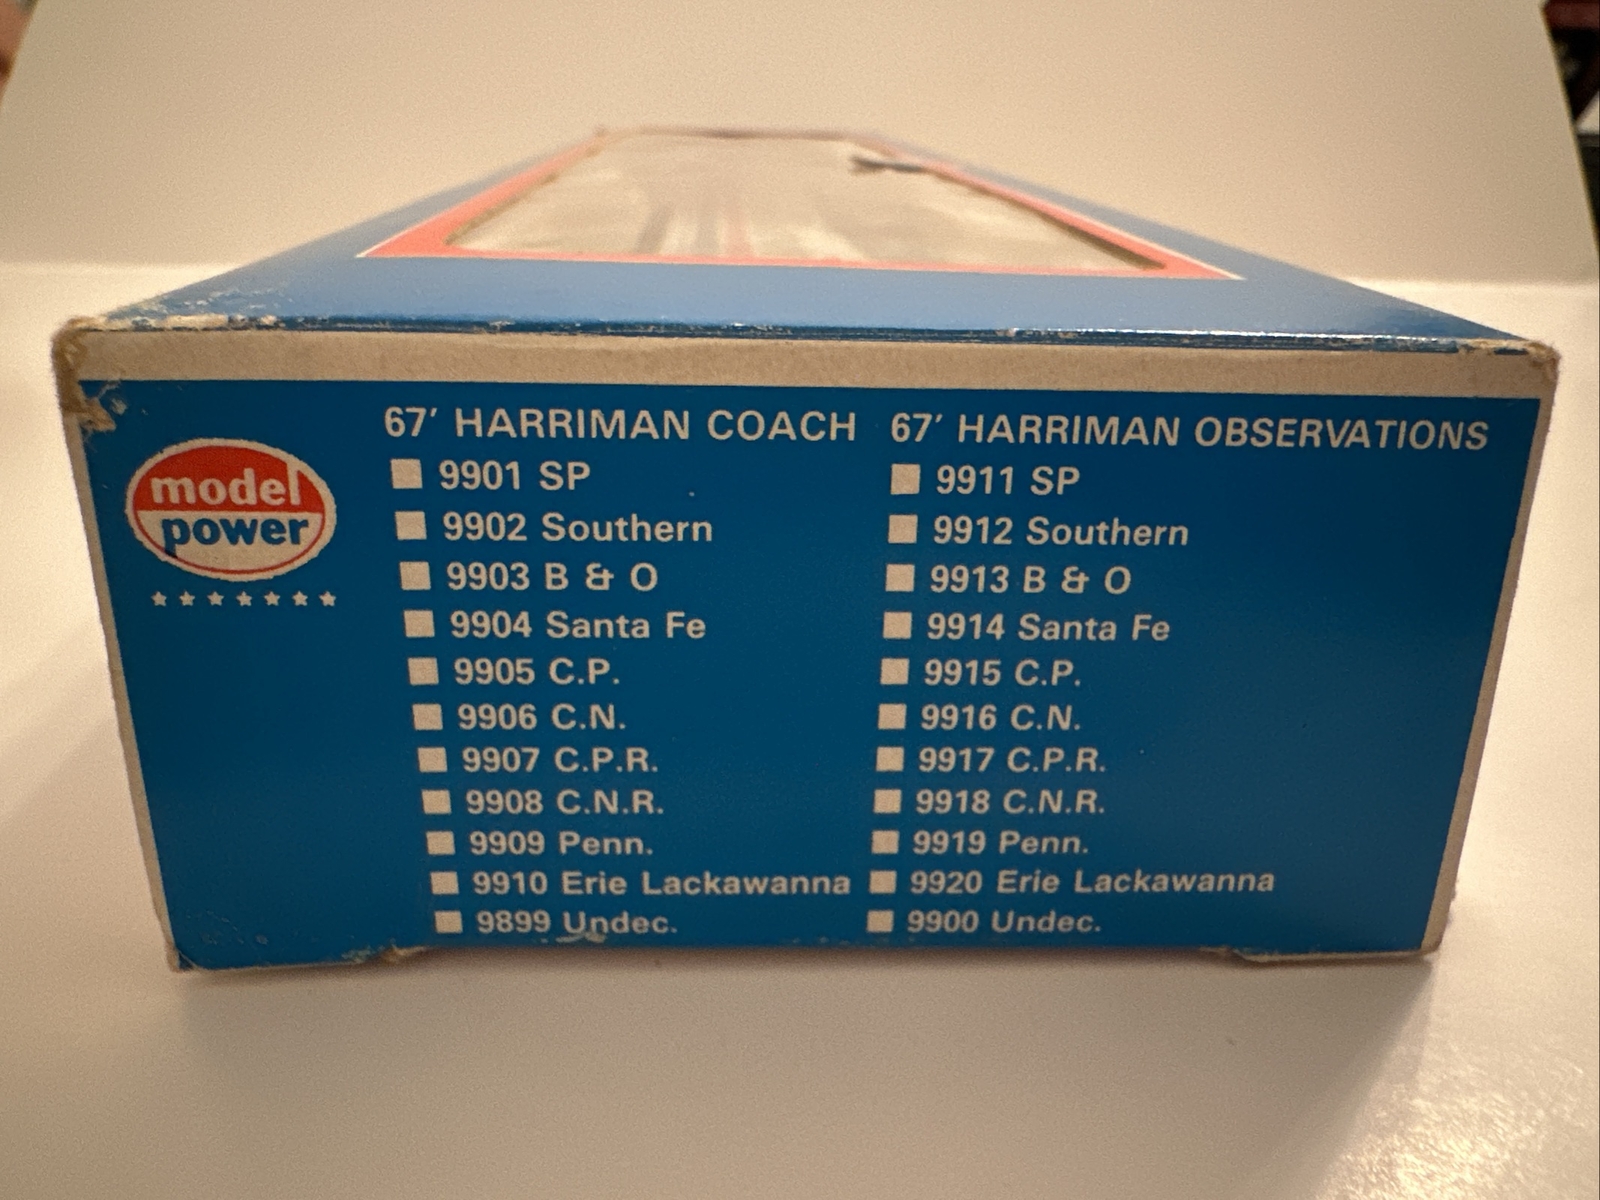 model
power
67' HARRIMAN COACH
9901 SP
9902 Southern
9903 B & O
9904 Santa Fe
9905 C.P.
9906 C.N.
9907 C.P.R.
9908 C.N.R.
9909 Penn.
9910 Erie Lackawanna
9899 Undec.
67' HARRIMAN OBSERVATIONS
9911 SP
9912 Southern
9913 B & O
9914 Santa Fe
9915 C.P.
9916 C.N.
9917 C.P.R.
9918 C.N.R.
9919 Penn.
9920 Erie Lackawanna
9900 Undec.